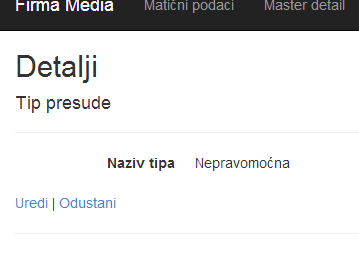 Firma Media Matični podaci Master detail
Detalji
Tip presude
Naziv tipa Nepravomoćna
Uredi | Odustani